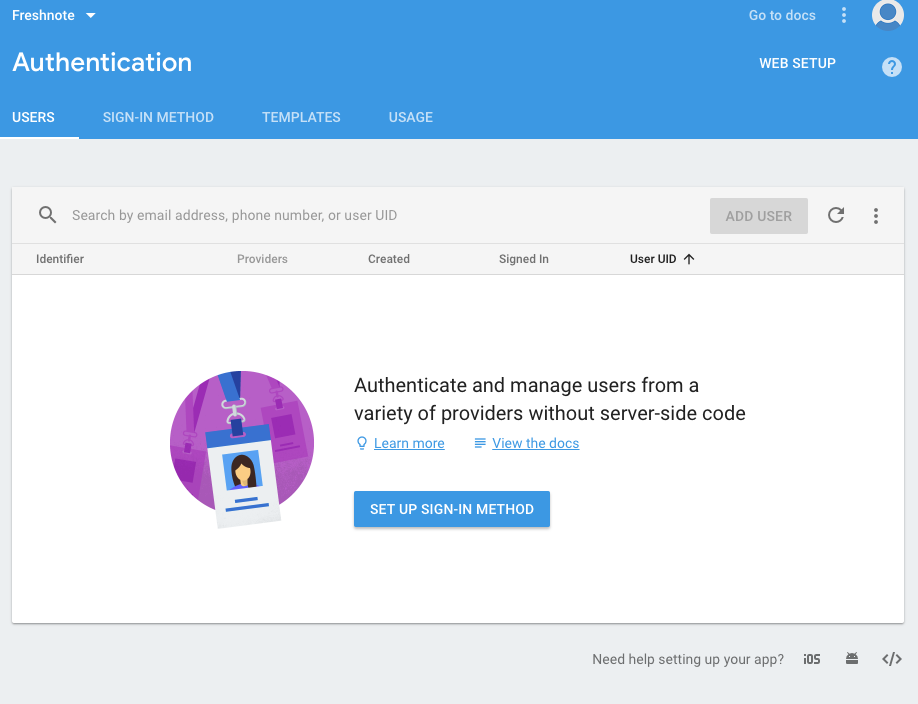 Freshnote
Go to docs
Authentication
WEB SETUP
USERS SIGN-IN METHOD TEMPLATES USAGE
Search by email address, phone number, or user UID
ADD USER
Identifier Providers Created Signed In User UID
Authenticate and manage users from a
variety of providers without server-side code
Learn more View the docs
SET UP SIGN-IN METHOD
Need help setting up your app? iOS </>